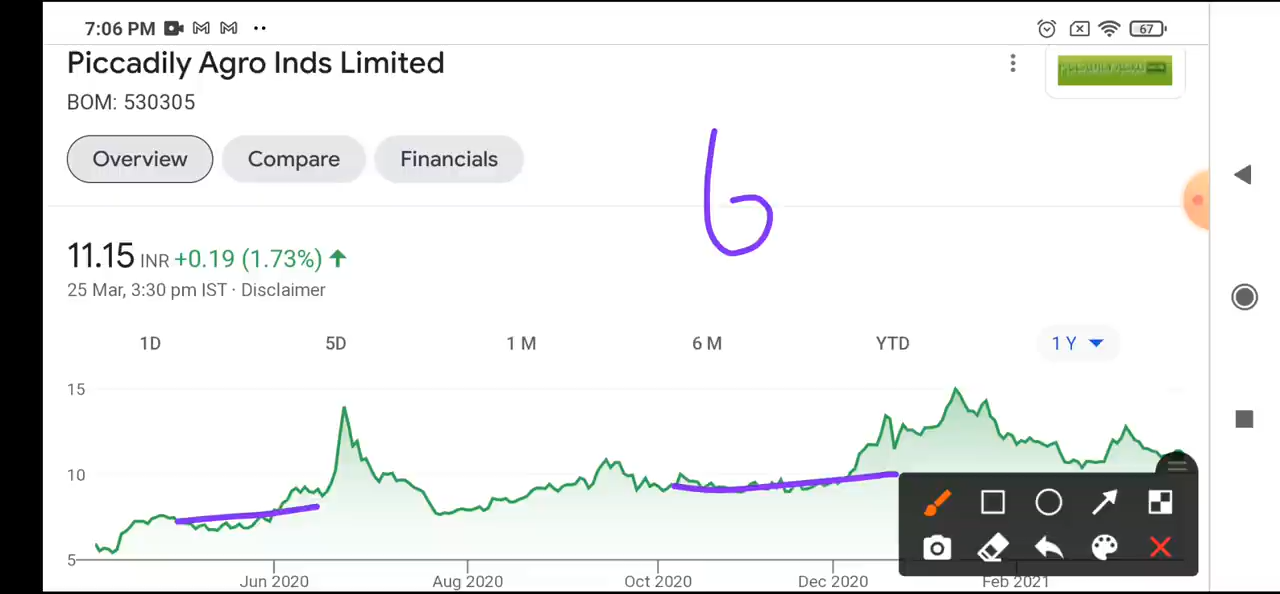 7:06 PM 67
Piccadily Agro Inds Limited
BOM: 530305
Overview Compare Financials
6
11.15 INR +0.19 (1.73%)
25 Mar, 3:30 pm IST · Disclaimer
1D 5D 1 M 6 M YTD 1 Y
15
10
5
Jun 2020 Aug 2020 Oct 2020 Dec 2020 Feb 2021